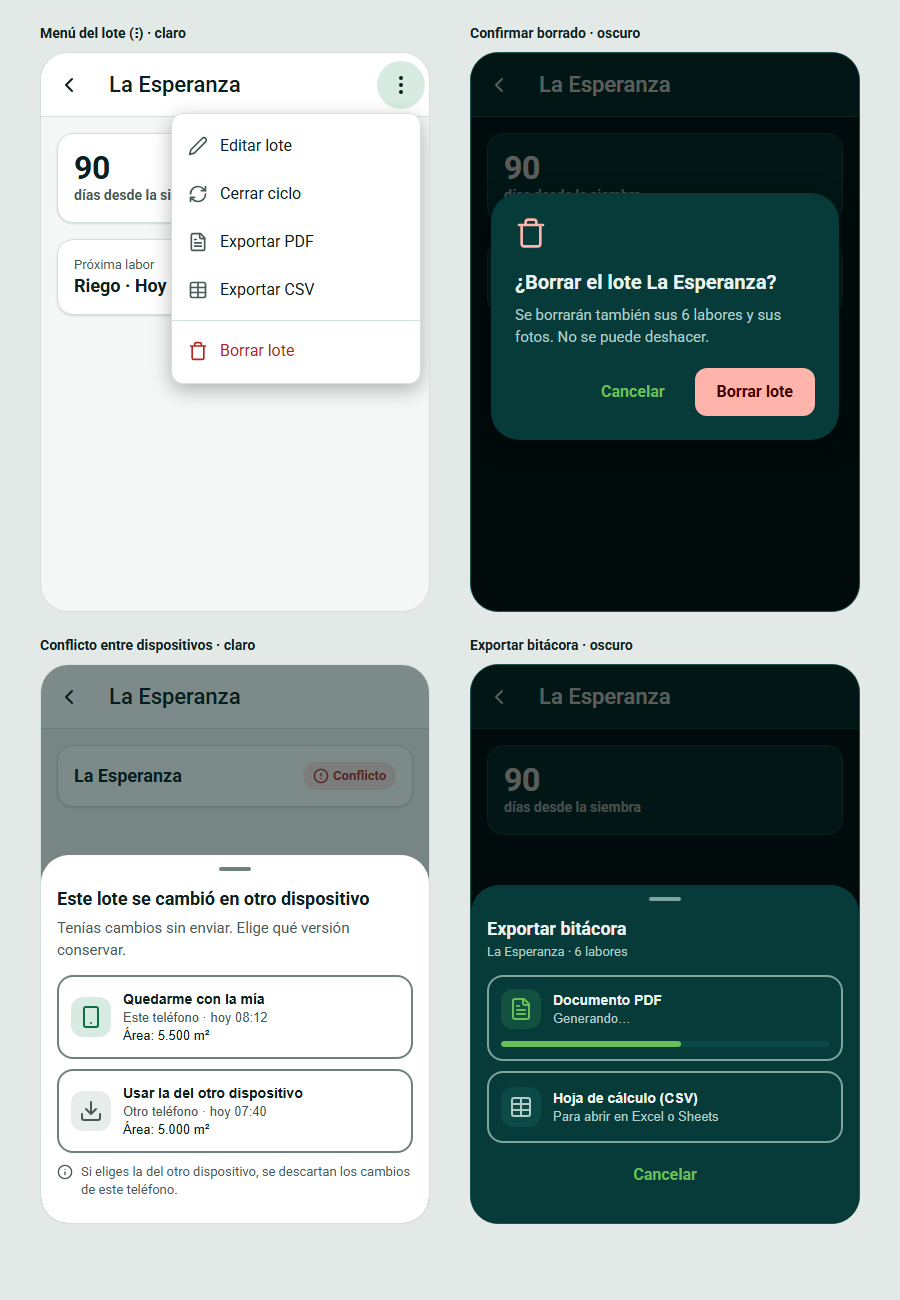 Menú del lote (⋮) · claro
La Esperanza
90
días desde la si
Próxima labor
Riego · Hoy
Editar lote
Cerrar ciclo
Exportar PDF
Exportar CSV
Borrar lote
Confirmar borrado · oscuro
La Esperanza
90
días desde la siembra
¿Borrar el lote La Esperanza?
Se borrarán también sus 6 labores y sus
fotos. No se puede deshacer.
Cancelar
Borrar lote
Conflicto entre dispositivos · claro
La Esperanza
La Esperanza
Conflicto
Este lote se cambió en otro dispositivo
Tenías cambios sin enviar. Elige qué versión
conservar.
Quedarme con la mía
Este teléfono · hoy 08:12
Área: 5.500 m²
Usar la del otro dispositivo
Otro teléfono · hoy 07:40
Área: 5.000 m²
Si eliges la del otro dispositivo, se descartan los cambios
de este teléfono.
Exportar bitácora · oscuro
La Esperanza
90
días desde la siembra
Exportar bitácora
La Esperanza · 6 labores
Documento PDF
Generando…
Hoja de cálculo (CSV)
Para abrir en Excel o Sheets
Cancelar